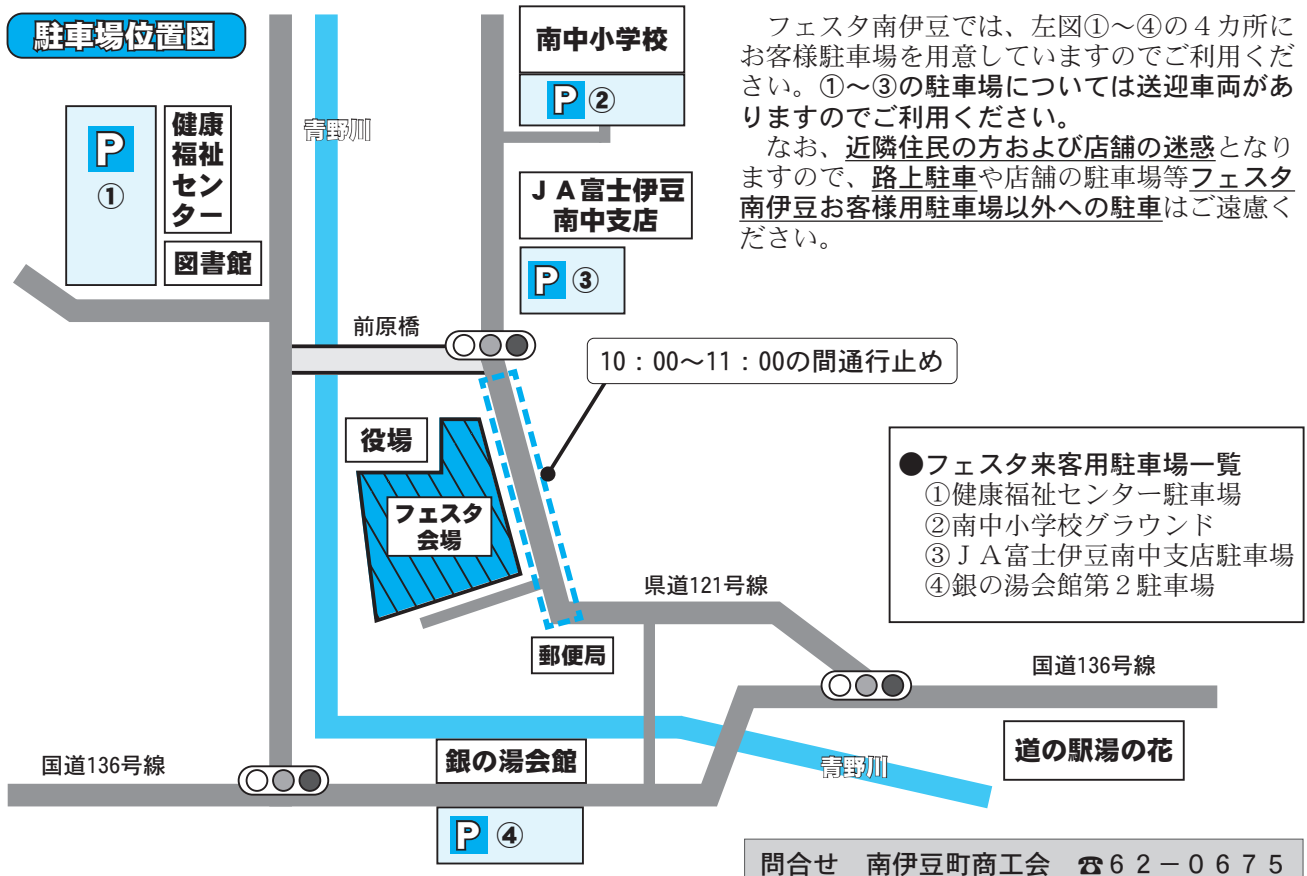 駐車場位置図
フェスタ南伊豆では、左図①～④の４カ所に
お客様駐車場を用意していますのでご利用くだ
さい。①～③の駐車場については送迎車両があ
りますのでご利用ください。
なお、近隣住民の方および店舗の迷惑となり
ますので、路上駐車や店舗の駐車場等フェスタ
南伊豆お客様用駐車場以外への駐車はご遠慮く
ださい。
南中小学校
P ②
P
①
健康
福祉
セン
ター
図書館
青野川
ＪＡ富士伊豆
南中支店
P ③
前原橋
10：00～11：00の間通行止め
役場
フェスタ
会場
●フェスタ来客用駐車場一覧
①健康福祉センター駐車場
②南中小学校グラウンド
③ＪＡ富士伊豆南中支店駐車場
④銀の湯会館第２駐車場
県道121号線
郵便局
国道136号線
道の駅湯の花
国道136号線
銀の湯会館
青野川
P ④
問合せ　南伊豆町商工会　☎６２－０６７５